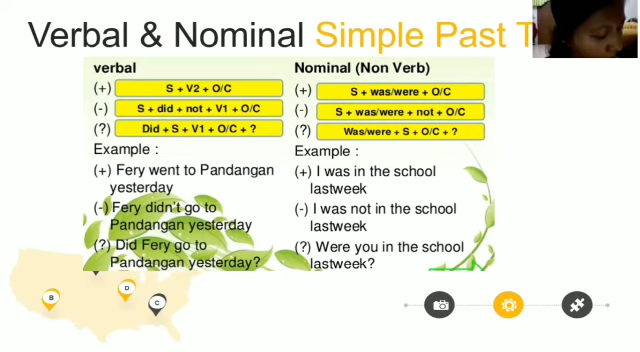 Verbal & Nominal Simple Past T
verbal
(+) S + V2 + O/C
(-) S + did + not + V1 + O/C
(?) Did + S + V1 + O/C + ?
Example :
(+) Fery went to Pandangan
yesterday
(-) Fery didn't go to
Pandangan yesterday
(?) Did Fery go to
Pandangan yesterday?
Nominal (Non Verb)
(+) S + was/were + O/C
(-) S + was/were + not + O/C
(?) Was/were + S + O/C + ?
Example :
(+) I was in the school
lastweek
(-) I was not in the school
lastweek
(?) Were you in the school
lastweek?
B
D
C